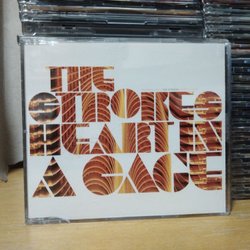 THE
STROKES
HEART IN
A CAGE